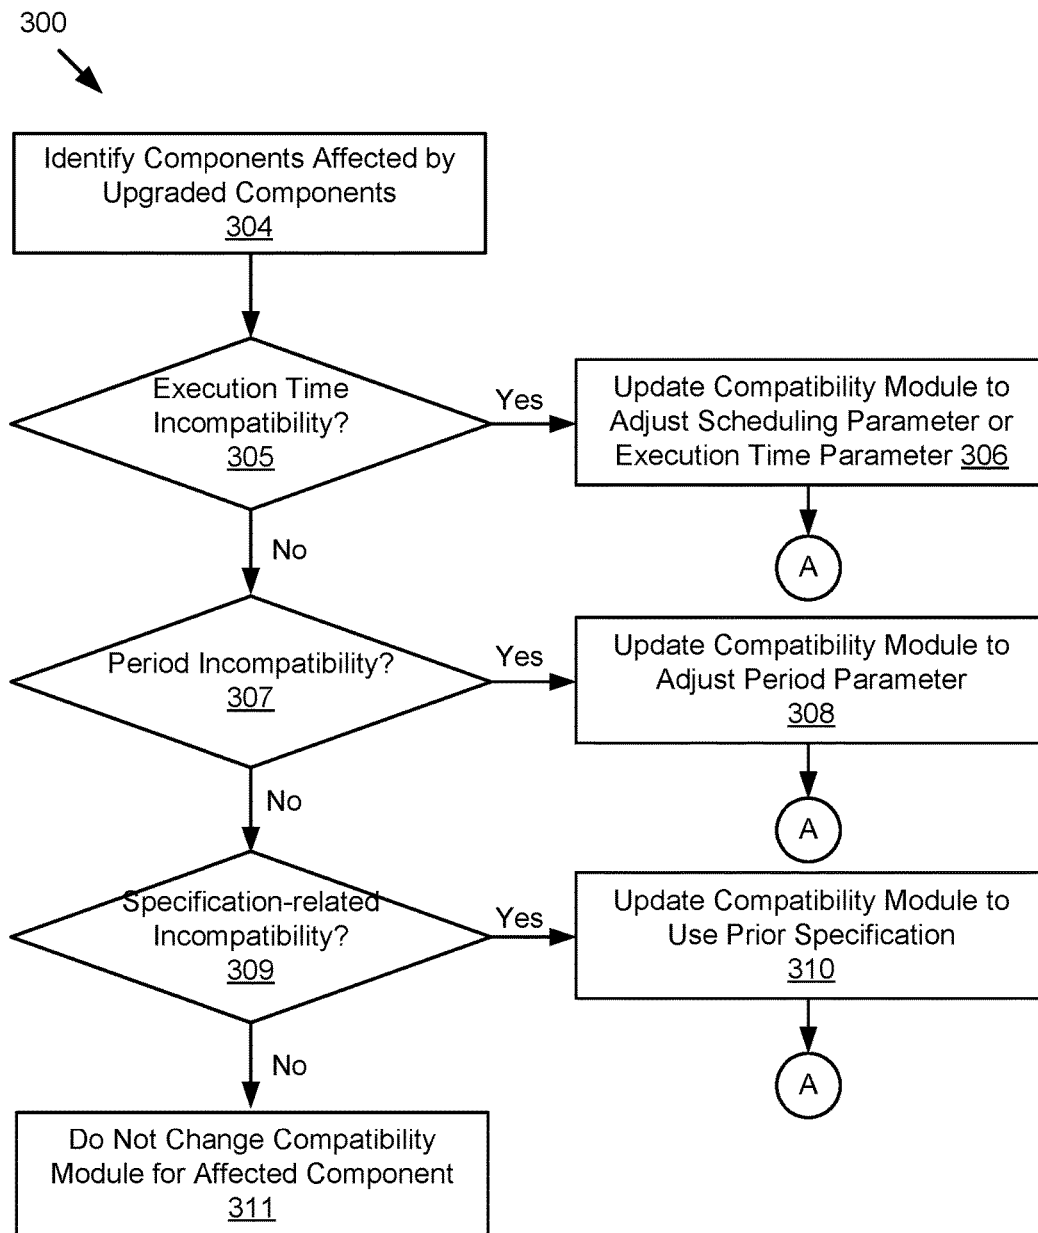 300
Identify Components Affected by
Upgraded Components
304
Execution Time
Incompatibility?
305
Yes
Update Compatibility Module to
Adjust Scheduling Parameter or
Execution Time Parameter 306
A
No
Period Incompatibility?
307
Yes
Update Compatibility Module to
Adjust Period Parameter
308
A
No
Specification-related
Incompatibility?
309
Yes
Update Compatibility Module to
Use Prior Specification
310
A
No
Do Not Change Compatibility
Module for Affected Component
311